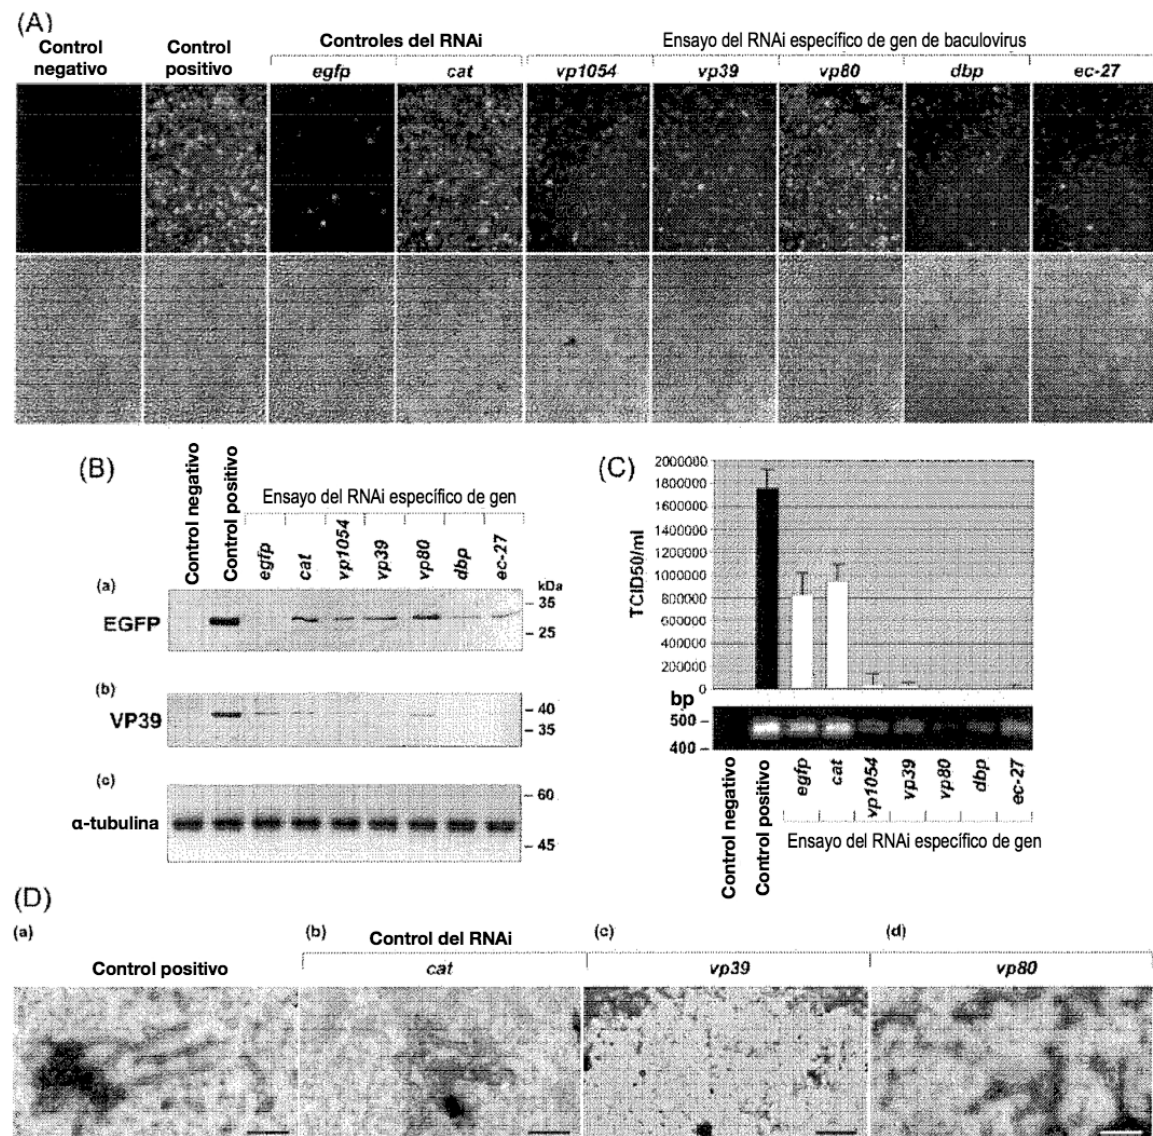 (A)
Control negativo
Control positivo
Controles del RNAi
Ensayo del RNAi específico de gen de baculovirus
egfp cat vp1054 vp39 vp80 dbp ec-27
(B)
Control negativo
Control positivo
Ensayo del RNAi específico de gen
egfp cat vp1054 vp39 vp80 dbp ec-27
(a)
kDa
EGFP
35
25
(b)
VP39
40
35
(c)
α-tubulina
60
45
(C)
TCID50/ml
2000000
1800000
1600000
1400000
1200000
1000000
800000
600000
400000
200000
0
bp
500
400
Control negativo
Control positivo
egfp cat vp1054 vp39 vp80 dbp ec-27
Ensayo del RNAi específico de gen
(D)
(a)
Control positivo
(b)
Control del RNAi
cat
(c)
vp39
(d)
vp80